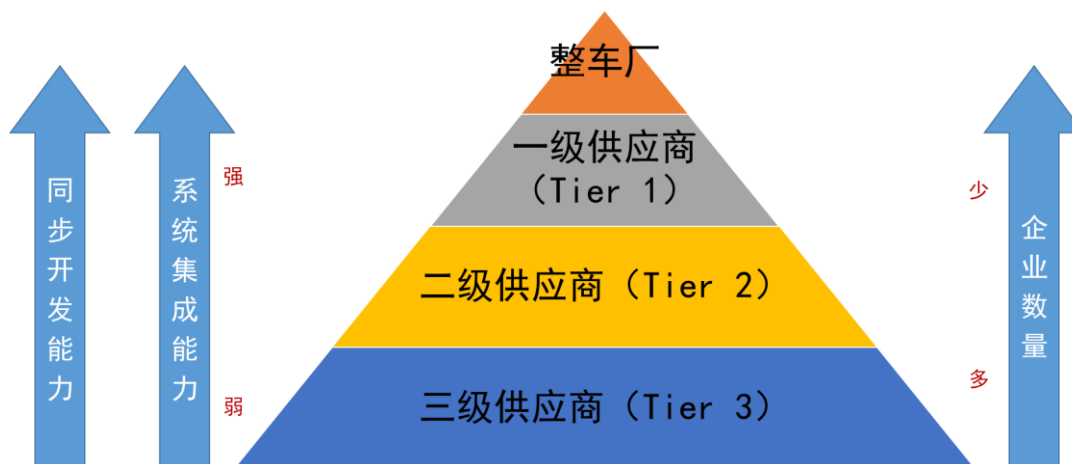 整车厂
一级供应商
（Tier 1）
二级供应商（Tier 2）
三级供应商（Tier 3）
同步开发能力
系统集成能力
强
弱
少
多
企业数量